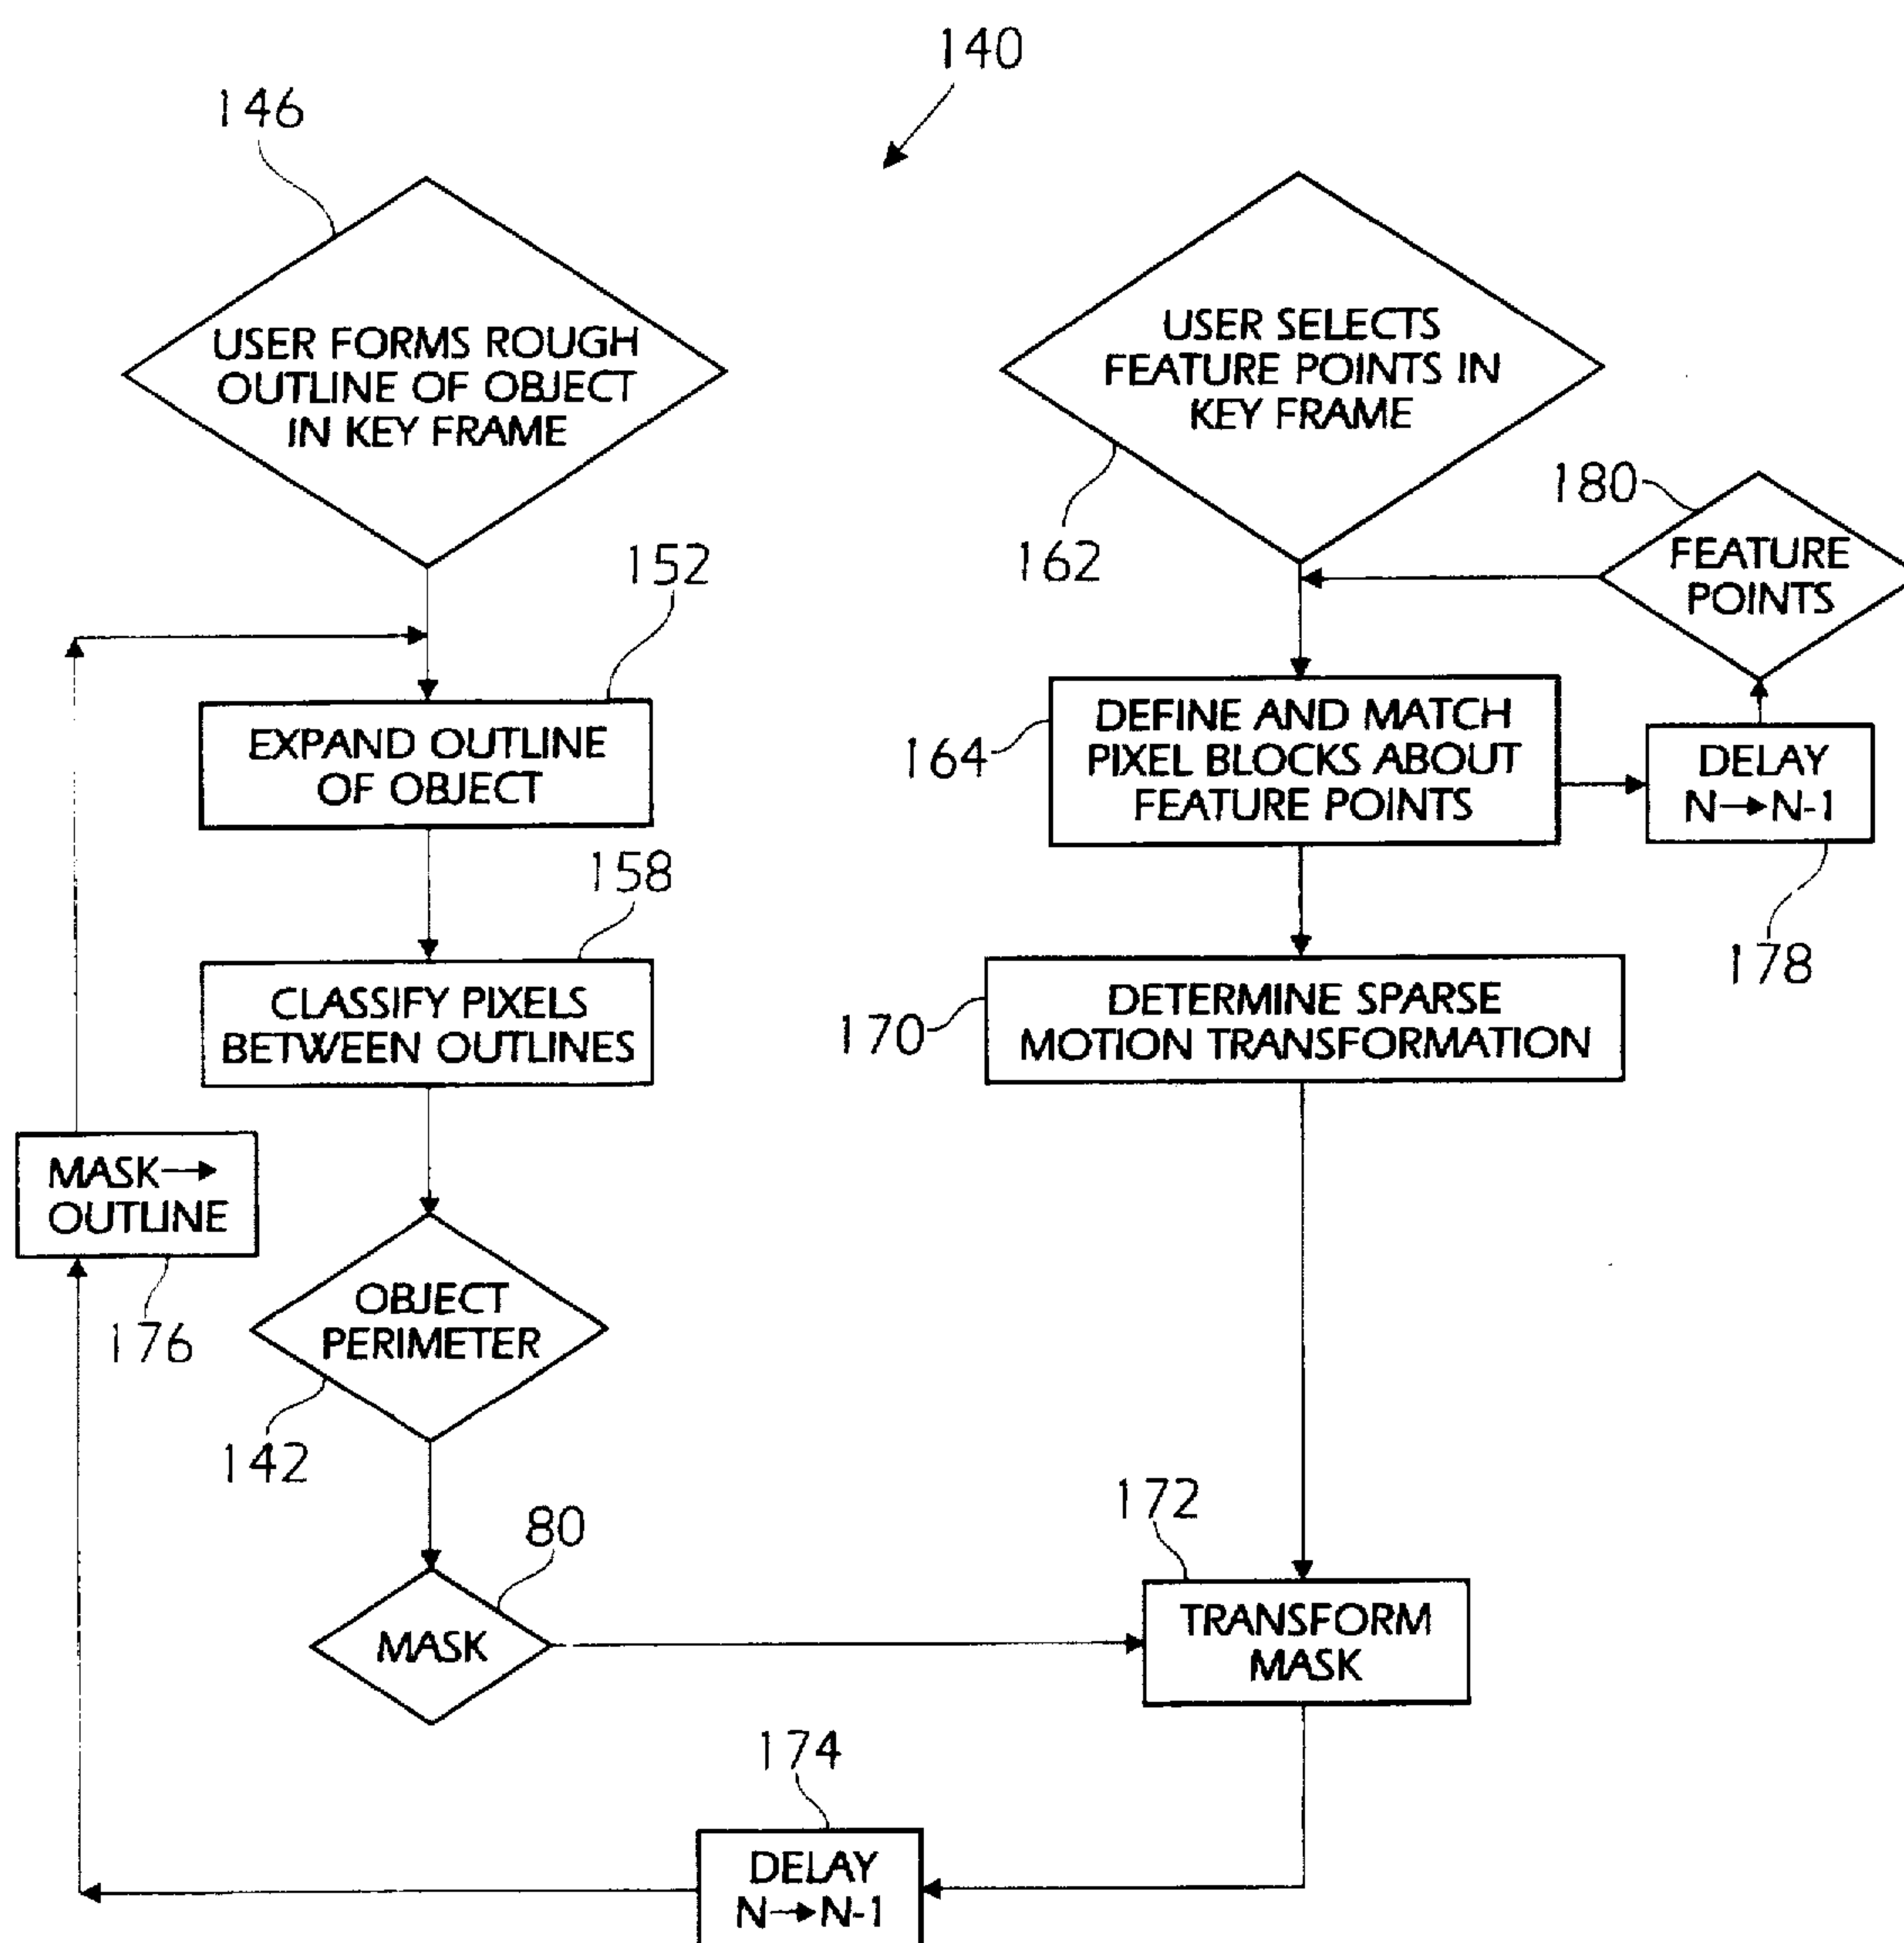 140
146
USER FORMS ROUGH
OUTLINE OF OBJECT
IN KEY FRAME
USER SELECTS
FEATURE POINTS IN
KEY FRAME
162
180
FEATURE
POINTS
152
EXPAND OUTLINE
OF OBJECT
164
DEFINE AND MATCH
PIXEL BLOCKS ABOUT
FEATURE POINTS
DELAY
N→N-1
178
158
CLASSIFY PIXELS
BETWEEN OUTLINES
170
DETERMINE SPARSE
MOTION TRANSFORMATION
MASK→
OUTLINE
176
OBJECT
PERIMETER
142
80
MASK
172
TRANSFORM
MASK
174
DELAY
N→N-1